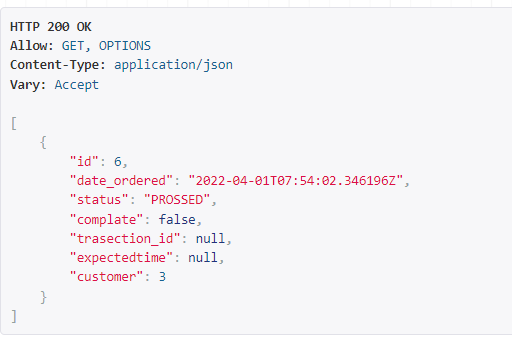 HTTP 200 OK
Allow: GET, OPTIONS
Content-Type: application/json
Vary: Accept
[
{
"id": 6,
"date_ordered": "2022-04-01T07:54:02.346196Z",
"status": "PROSSED",
"complate": false,
"trasection_id": null,
"expectedtime": null,
"customer": 3
}
]